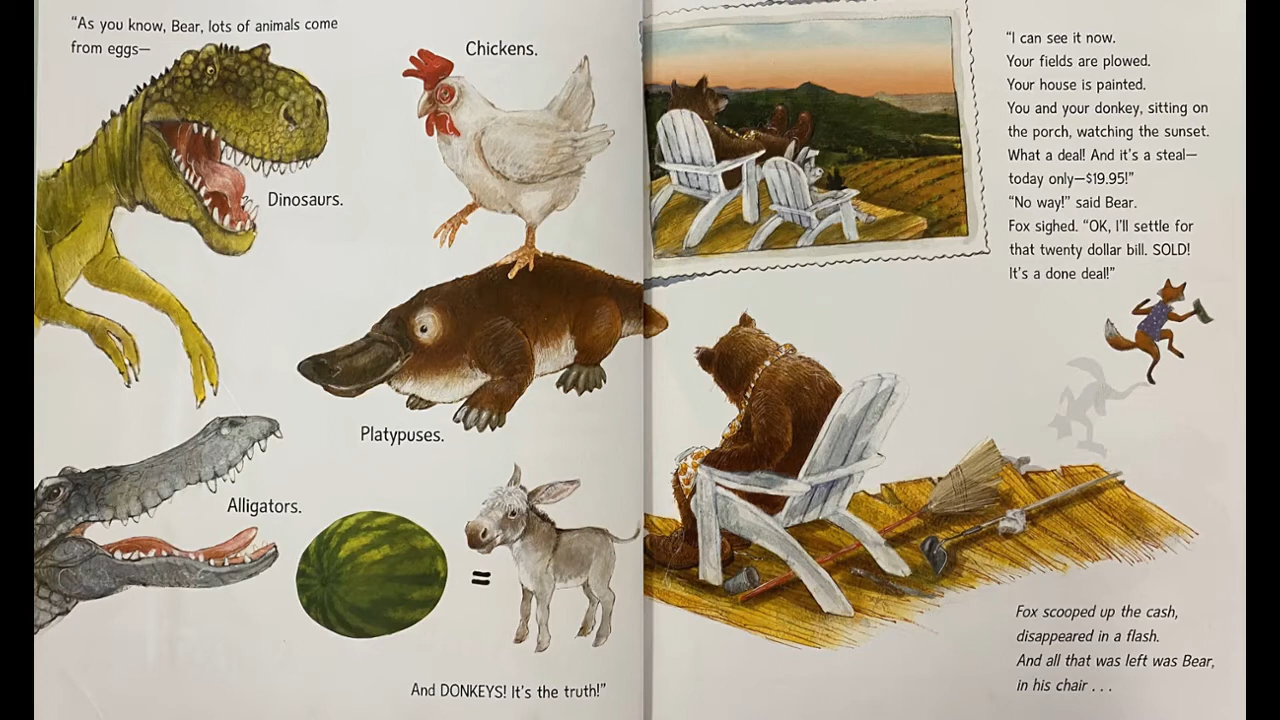 “As you know, Bear, lots of animals come
from eggs—
Dinosaurs.
Chickens.
Platypuses.
Alligators.
=
And DONKEYS! It’s the truth!”
“I can see it now.
Your fields are plowed.
Your house is painted.
You and your donkey, sitting on
the porch, watching the sunset.
What a deal! And it’s a steal—
today only—$19.95!”
“No way!” said Bear.
Fox sighed. “OK, I’ll settle for
that twenty dollar bill. SOLD!
It’s a done deal!”
Fox scooped up the cash,
disappeared in a flash.
And all that was left was Bear,
in his chair . . .